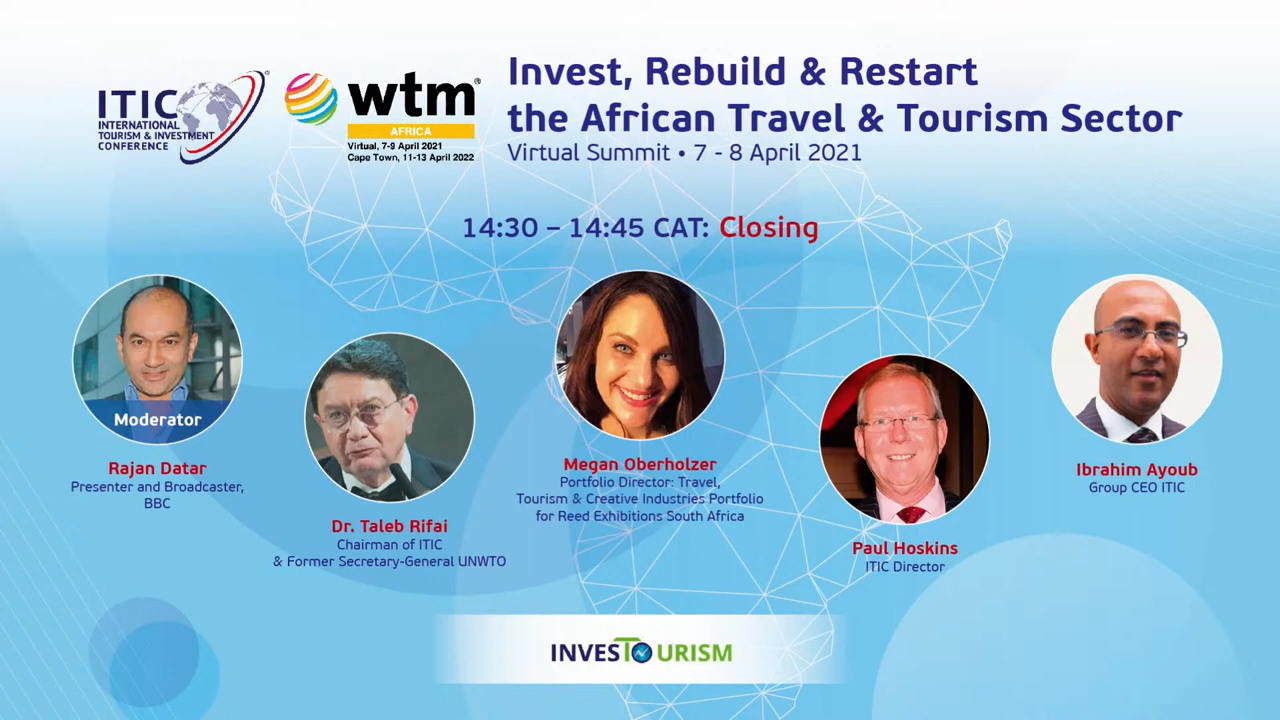 ITIC
INTERNATIONAL
TOURISM & INVESTMENT
CONFERENCE
wtm
AFRICA
Virtual, 7-9 April 2021
Cape Town, 11-13 April 2022
Invest, Rebuild & Restart
the African Travel & Tourism Sector
Virtual Summit • 7 - 8 April 2021
14:30 – 14:45 CAT: Closing
Moderator
Rajan Datar
Presenter and Broadcaster,
BBC
Dr. Taleb Rifai
Chairman of ITIC
& Former Secretary-General UNWTO
Megan Oberholzer
Portfolio Director: Travel,
Tourism & Creative Industries Portfolio
for Reed Exhibitions South Africa
Paul Hoskins
ITIC Director
Ibrahim Ayoub
Group CEO ITIC
INVESTOURISM